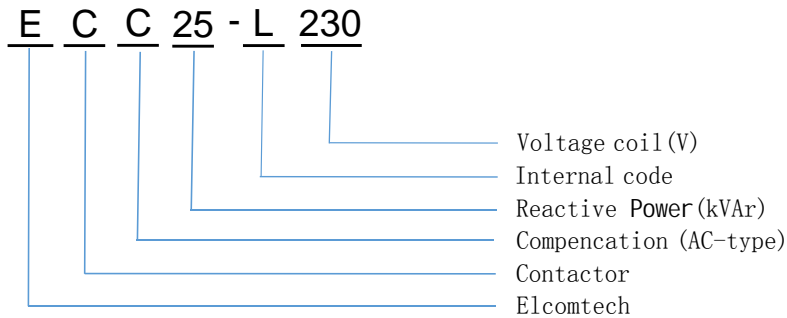 E C C 25 - L 230
Voltage coil(V)
Internal code
Reactive Power(kVAr)
Compencation (AC-type)
Contactor
Elcomtech